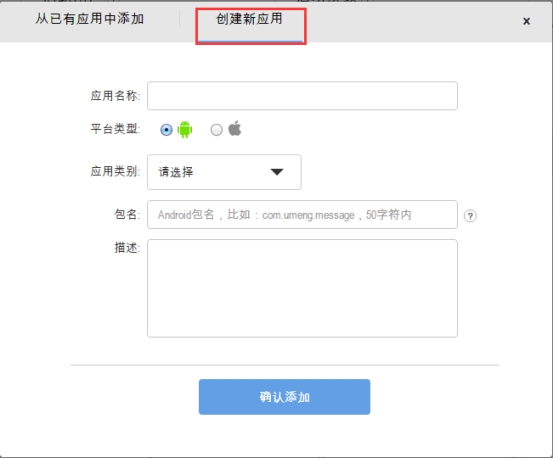 从已有应用中添加
创建新应用
x
应用名称:
平台类型:
应用类别:
请选择
包名:
Android包名，比如：com.umeng.message，50字符内
?
描述:
确认添加